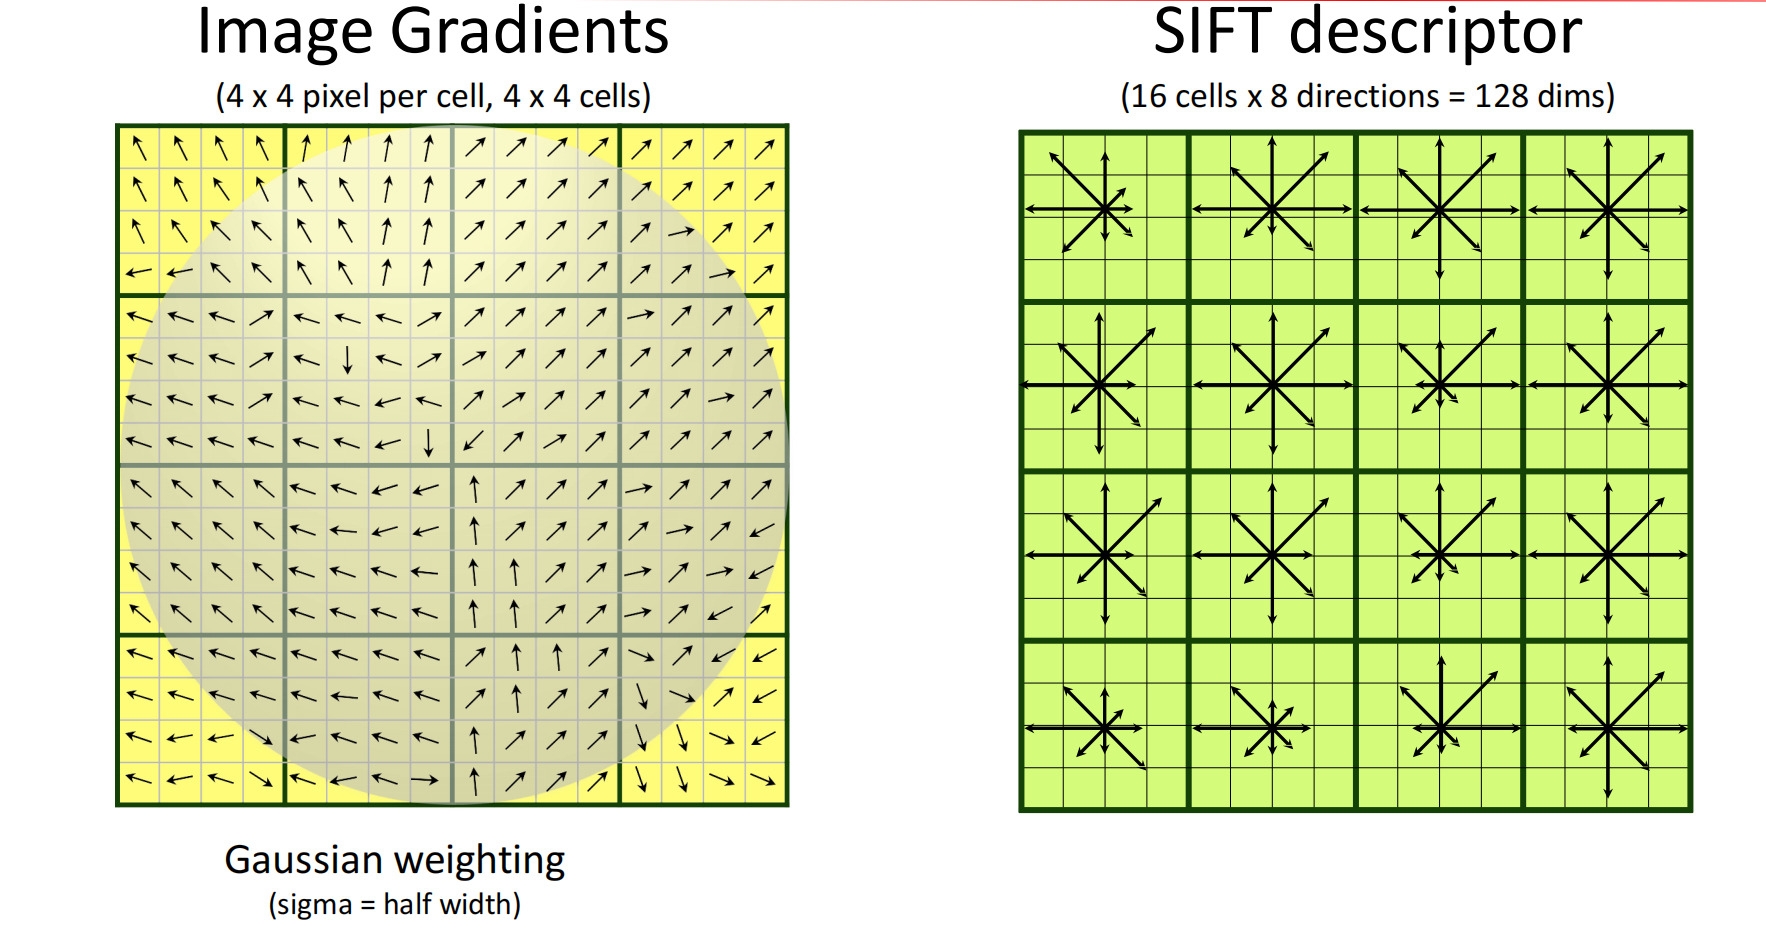 Image Gradients
(4 x 4 pixel per cell, 4 x 4 cells)
SIFT descriptor
(16 cells x 8 directions = 128 dims)
Gaussian weighting
(sigma = half width)